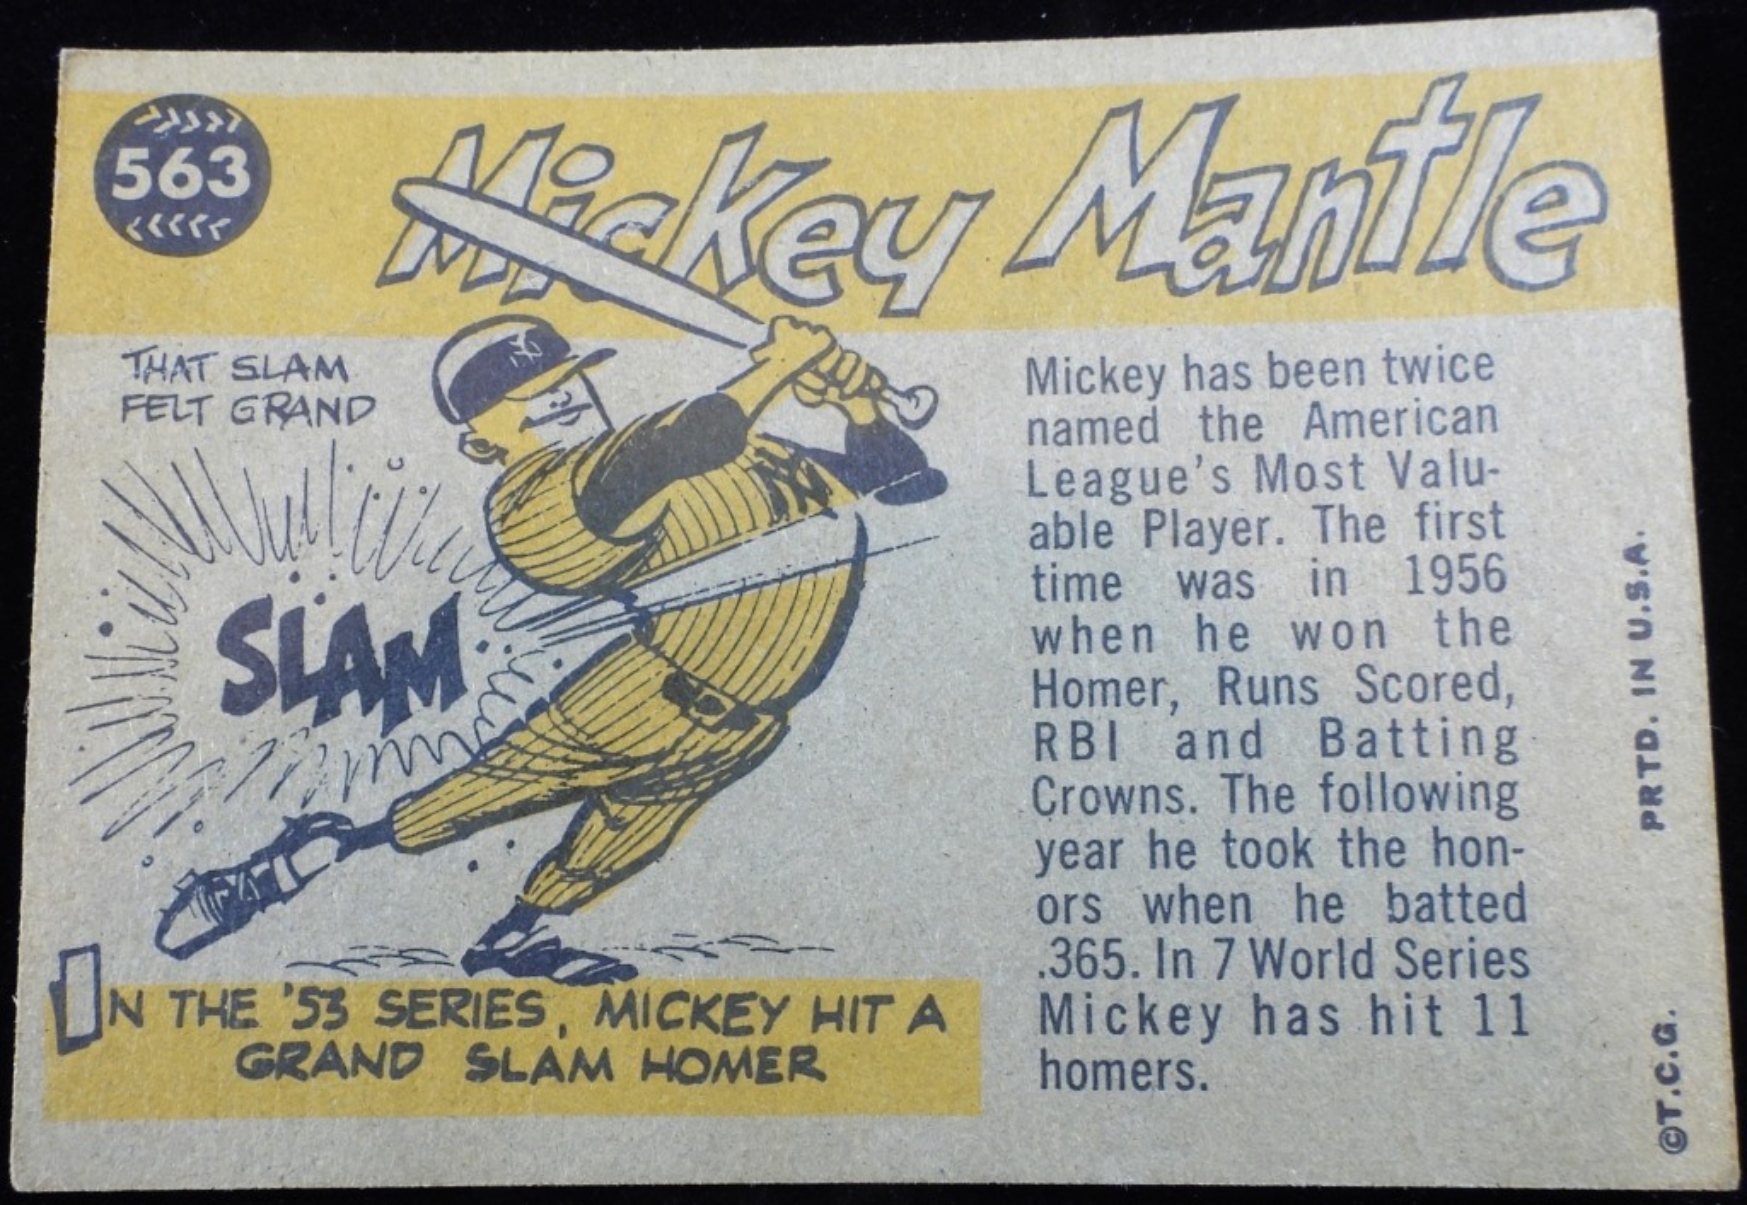 563
Mickey Mantle
THAT SLAM
FELT GRAND
SLAM
NY
IN THE '53 SERIES, MICKEY HIT A
GRAND SLAM HOMER
Mickey has been twice
named the American
League's Most Valu-
able Player. The first
time was in 1956
when he won the
Homer, Runs Scored,
RBI and Batting
Crowns. The following
year he took the hon-
ors when he batted
.365. In 7 World Series
Mickey has hit 11
homers.
©T.C.G. PRTD. IN U.S.A.